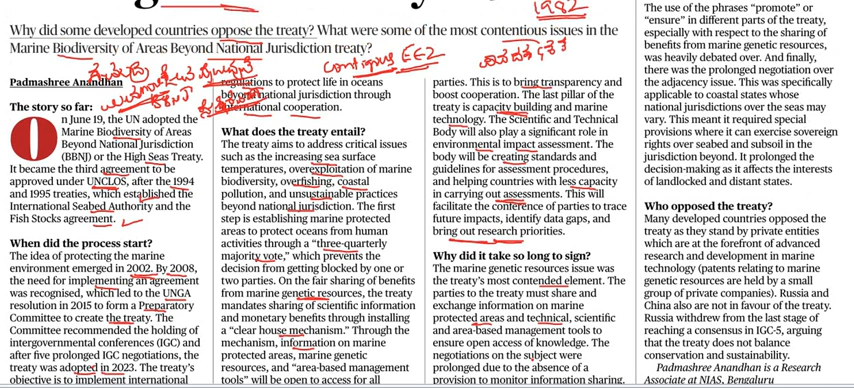 1982
Why did some developed countries oppose the treaty? What were some of the most contentious issues in the
Marine Biodiversity of Areas Beyond National Jurisdiction treaty?
Contigious EEZ
Padmashree Anandhan
The story so far:
On June 19, the UN adopted the
Marine Biodiversity of Areas
Beyond National Jurisdiction
(BBNJ) or the High Seas Treaty.
It became the third agreement to be
approved under UNCLOS, after the 1994
and 1995 treaties, which established the
International Seabed Authority and the
Fish Stocks agreement.
When did the process start?
The idea of protecting the marine
environment emerged in 2002. By 2008,
the need for implementing an agreement
was recognised, which led to the UNGA
resolution in 2015 to form a Preparatory
Committee to create the treaty. The
Committee recommended the holding of
intergovernmental conferences (IGC) and
after five prolonged IGC negotiations, the
treaty was adopted in 2023. The treaty's
objective is to implement international
regulations to protect life in oceans
beyond national jurisdiction through
international cooperation.
What does the treaty entail?
The treaty aims to address critical issues
such as the increasing sea surface
temperatures, overexploitation of marine
biodiversity, overfishing, coastal
pollution, and unsustainable practices
beyond national jurisdiction. The first
step is establishing marine protected
areas to protect oceans from human
activities through a “three-quarterly
majority vote,” which prevents the
decision from getting blocked by one or
two parties. On the fair sharing of benefits
from marine genetic resources, the treaty
mandates sharing of scientific information
and monetary benefits through installing
a “clear house mechanism.” Through the
mechanism, information on marine
protected areas, marine genetic
resources, and “area-based management
tools” will be open to access for all
parties. This is to bring transparency and
boost cooperation. The last pillar of the
treaty is capacity building and marine
technology. The Scientific and Technical
Body will also play a significant role in
environmental impact assessment. The
body will be creating standards and
guidelines for assessment procedures,
and helping countries with less capacity
in carrying out assessments. This will
facilitate the conference of parties to trace
future impacts, identify data gaps, and
bring out research priorities.
Why did it take so long to sign?
The marine genetic resources issue was
the treaty's most contended element. The
parties to the treaty must share and
exchange information on marine
protected areas and technical, scientific
and area-based management tools to
ensure open access of knowledge. The
negotiations on the subject were
prolonged due to the absence of a
provision to monitor information sharing.
The use of the phrases “promote” or
“ensure” in different parts of the treaty,
especially with respect to the sharing of
benefits from marine genetic resources,
was heavily debated over. And finally,
there was the prolonged negotiation over
the adjacency issue. This was specifically
applicable to coastal states whose
national jurisdictions over the seas may
vary. This meant it required special
provisions where it can exercise sovereign
rights over seabed and subsoil in the
jurisdiction beyond. It prolonged the
decision-making as it affects the interests
of landlocked and distant states.
Who opposed the treaty?
Many developed countries opposed the
treaty as they stand by private entities
which are at the forefront of advanced
research and development in marine
technology (patents relating to marine
genetic resources are held by a small
group of private companies). Russia and
China also are not in favour of the treaty.
Russia withdrew from the last stage of
reaching a consensus in IGC-5, arguing
that the treaty does not balance
conservation and sustainability.
Padmashree Anandhan is a Research
Associate at NIAS, Bengaluru